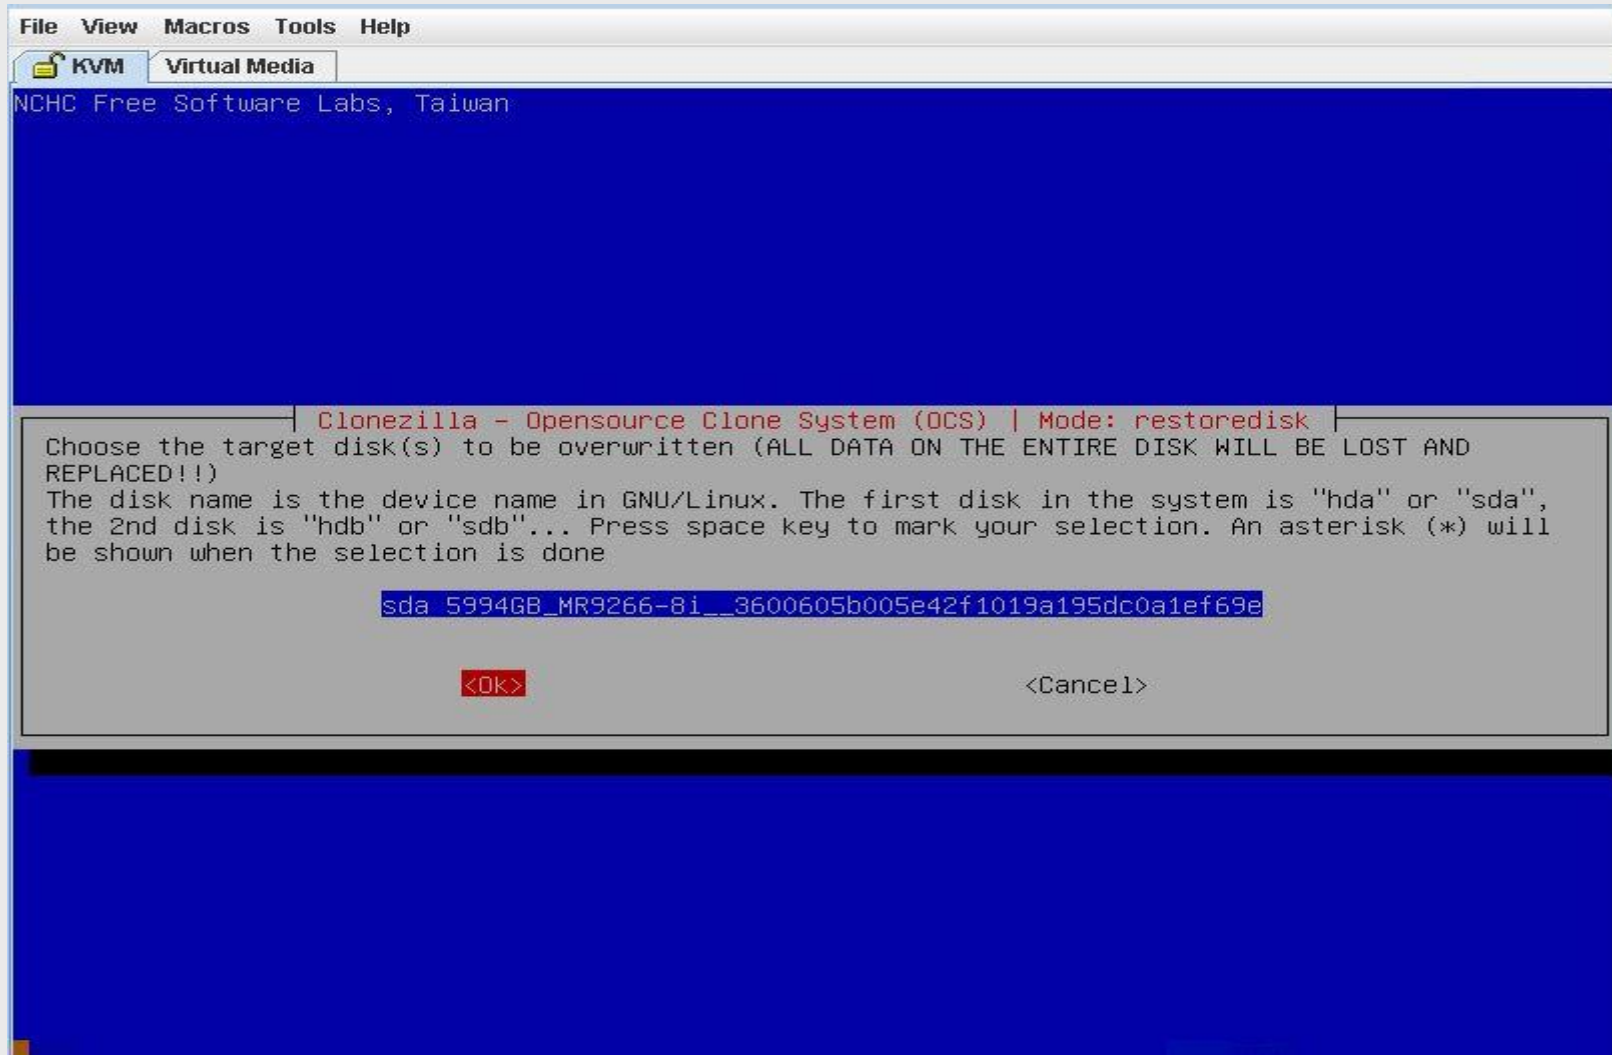 File View Macros Tools Help
KVM Virtual Media
NCHC Free Software Labs, Taiwan
Clonezilla - Opensource Clone System (OCS) | Mode: restoredisk
Choose the target disk(s) to be overwritten (ALL DATA ON THE ENTIRE DISK WILL BE LOST AND
REPLACED!!)
The disk name is the device name in GNU/Linux. The first disk in the system is "hda" or "sda",
the 2nd disk is "hdb" or "sdb"... Press space key to mark your selection. An asterisk (*) will
be shown when the selection is done
sda 5994GB_MR9266-8i__3600605b005e42f1019a195dc0a1ef69e
<Ok> <Cancel>